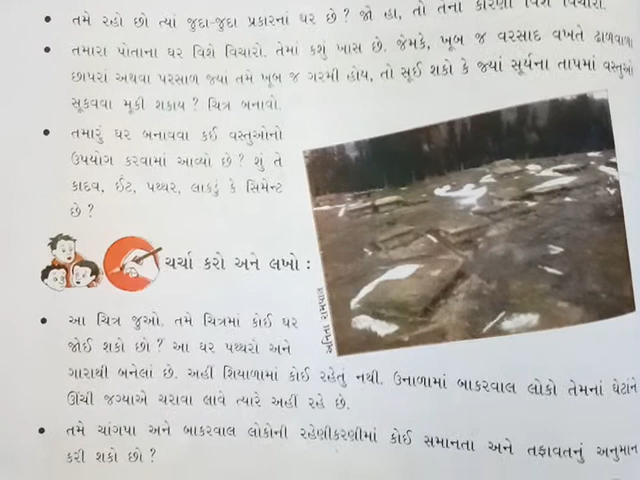 તમે રહો છો ત્યાં જુદા-જુદા પ્રકારનાં ઘર છે ? જો હા, તો તેનાં કારણો વિશે વિચારો.
તમારા પોતાના ઘર વિશે વિચારો. તેમાં કશું ખાસ છે. જેમકે, ખૂબ જ વરસાદ વખતે ઢાળવાળા
છાપરાં અથવા પરસાળ જ્યાં તમે ખૂબ જ ગરમી હોય, તો સૂઈ શકો કે જ્યાં સૂર્યના તાપમાં વસ્તુઓ
સૂકવવા મૂકી શકાય ? ચિત્ર બનાવો.
તમારું ઘર બનાવવા કઈ વસ્તુઓનો
ઉપયોગ કરવામાં આવ્યો છે ? શું તે
કાદવ, ઈંટ, પથ્થર, લાકડું કે સિમેન્ટ
છે ?
ચર્ચા કરો અને લખો :
અનિતા રામપાલ
આ ચિત્ર જુઓ. તમે ચિત્રમાં કોઈ ઘર
જોઈ શકો છો ? આ ઘર પથ્થરો અને
ગારાથી બનેલાં છે. અહીં શિયાળામાં કોઈ રહેતું નથી. ઉનાળામાં બાકરવાલ લોકો તેમનાં ઘેટાંને
ઊંચી જગ્યાએ ચરાવા લાવે ત્યારે અહીં રહે છે.
તમે ચાંગપા અને બાકરવાલ લોકોની રહેણીકરણીમાં કોઈ સમાનતા અને તફાવતનું અનુમાન
કરી શકો છો ?